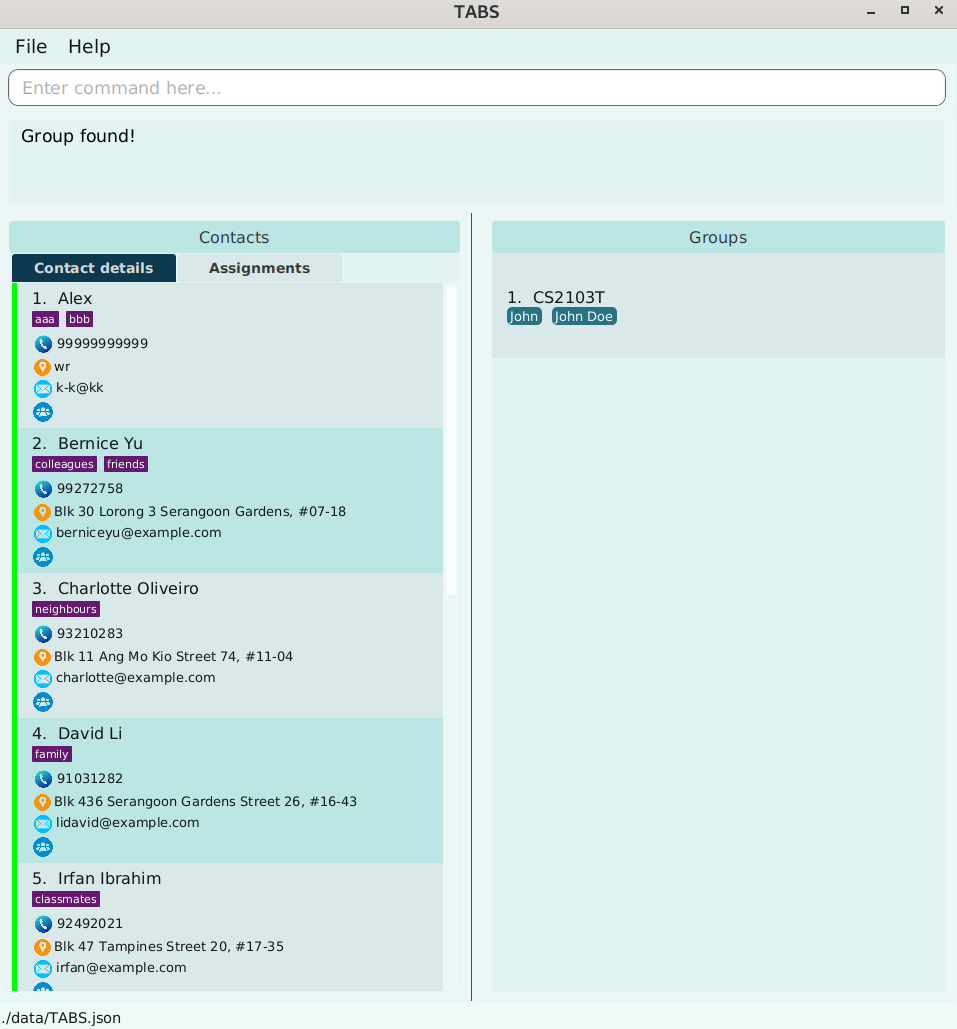 TABS
File Help
Enter command here...
Group found!
Contacts
Contact details Assignments
1. Alex
aaa bbb
99999999999
wr
k-k@kk
2. Bernice Yu
colleagues friends
99272758
Blk 30 Lorong 3 Serangoon Gardens, #07-18
berniceyu@example.com
3. Charlotte Oliveiro
neighbours
93210283
Blk 11 Ang Mo Kio Street 74, #11-04
charlotte@example.com
4. David Li
family
91031282
Blk 436 Serangoon Gardens Street 26, #16-43
lidavid@example.com
5. Irfan Ibrahim
classmates
92492021
Blk 47 Tampines Street 20, #17-35
irfan@example.com
Groups
1. CS2103T
John John Doe
./data/TABS.json